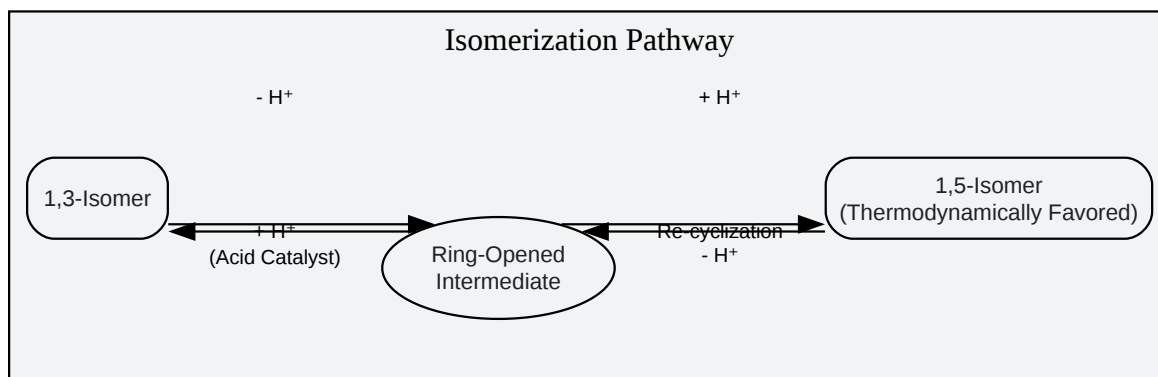 Isomerization Pathway
- H⁺
+ H⁺
1,3-Isomer
1,5-Isomer
(Thermodynamically Favored)
+ H⁺
(Acid Catalyst)
Re-cyclization
- H⁺
Ring-Opened
Intermediate